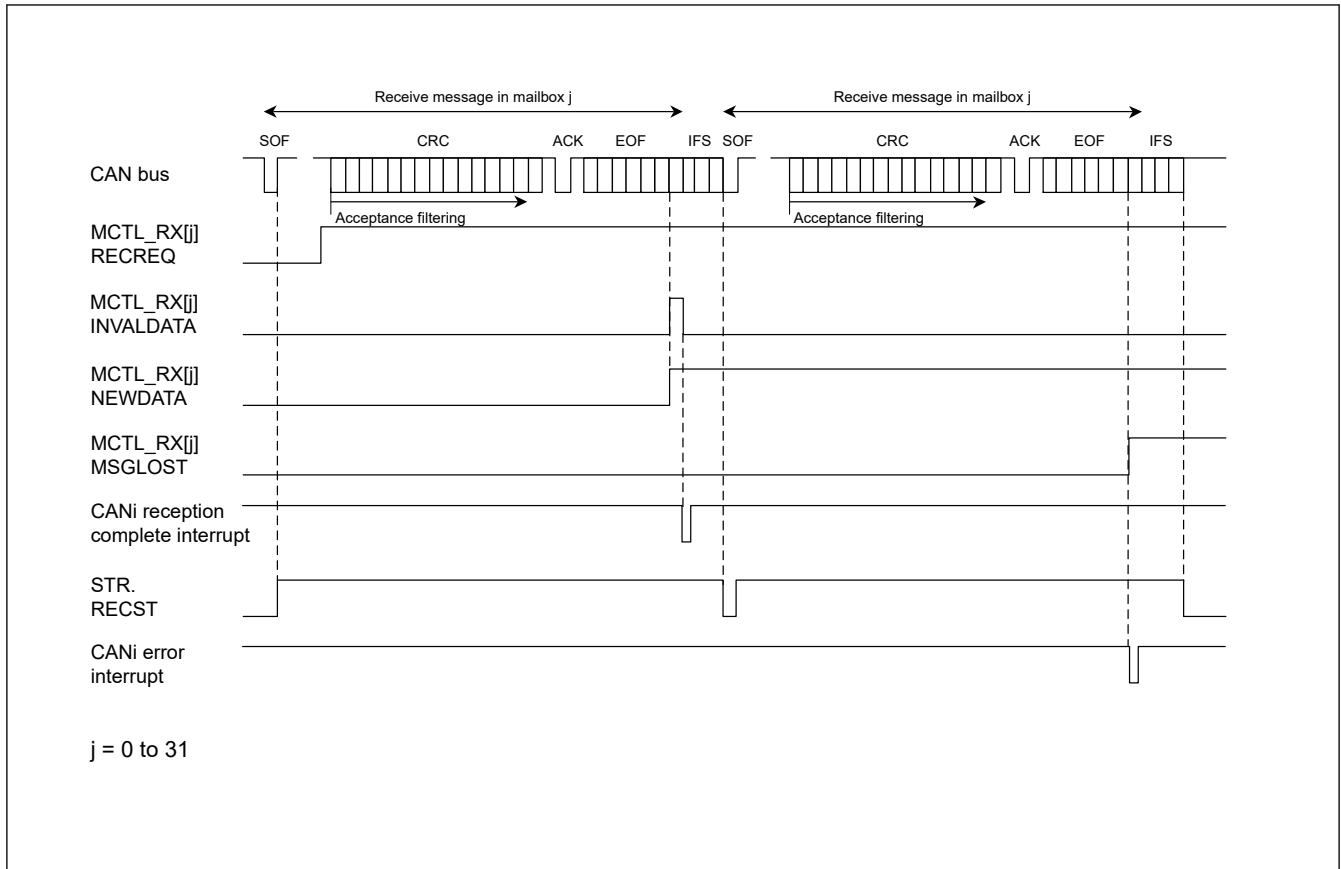 Receive message in mailbox j Receive message in mailbox j
SOF CRC ACK EOF IFS SOF CRC ACK EOF IFS
CAN bus
Acceptance filtering Acceptance filtering
MCTL_RX[j]
RECREQ
MCTL_RX[j]
INVALDATA
MCTL_RX[j]
NEWDATA
MCTL_RX[j]
MSGLOST
CANi reception
complete interrupt
STR.
RECST
CANi error
interrupt
j = 0 to 31